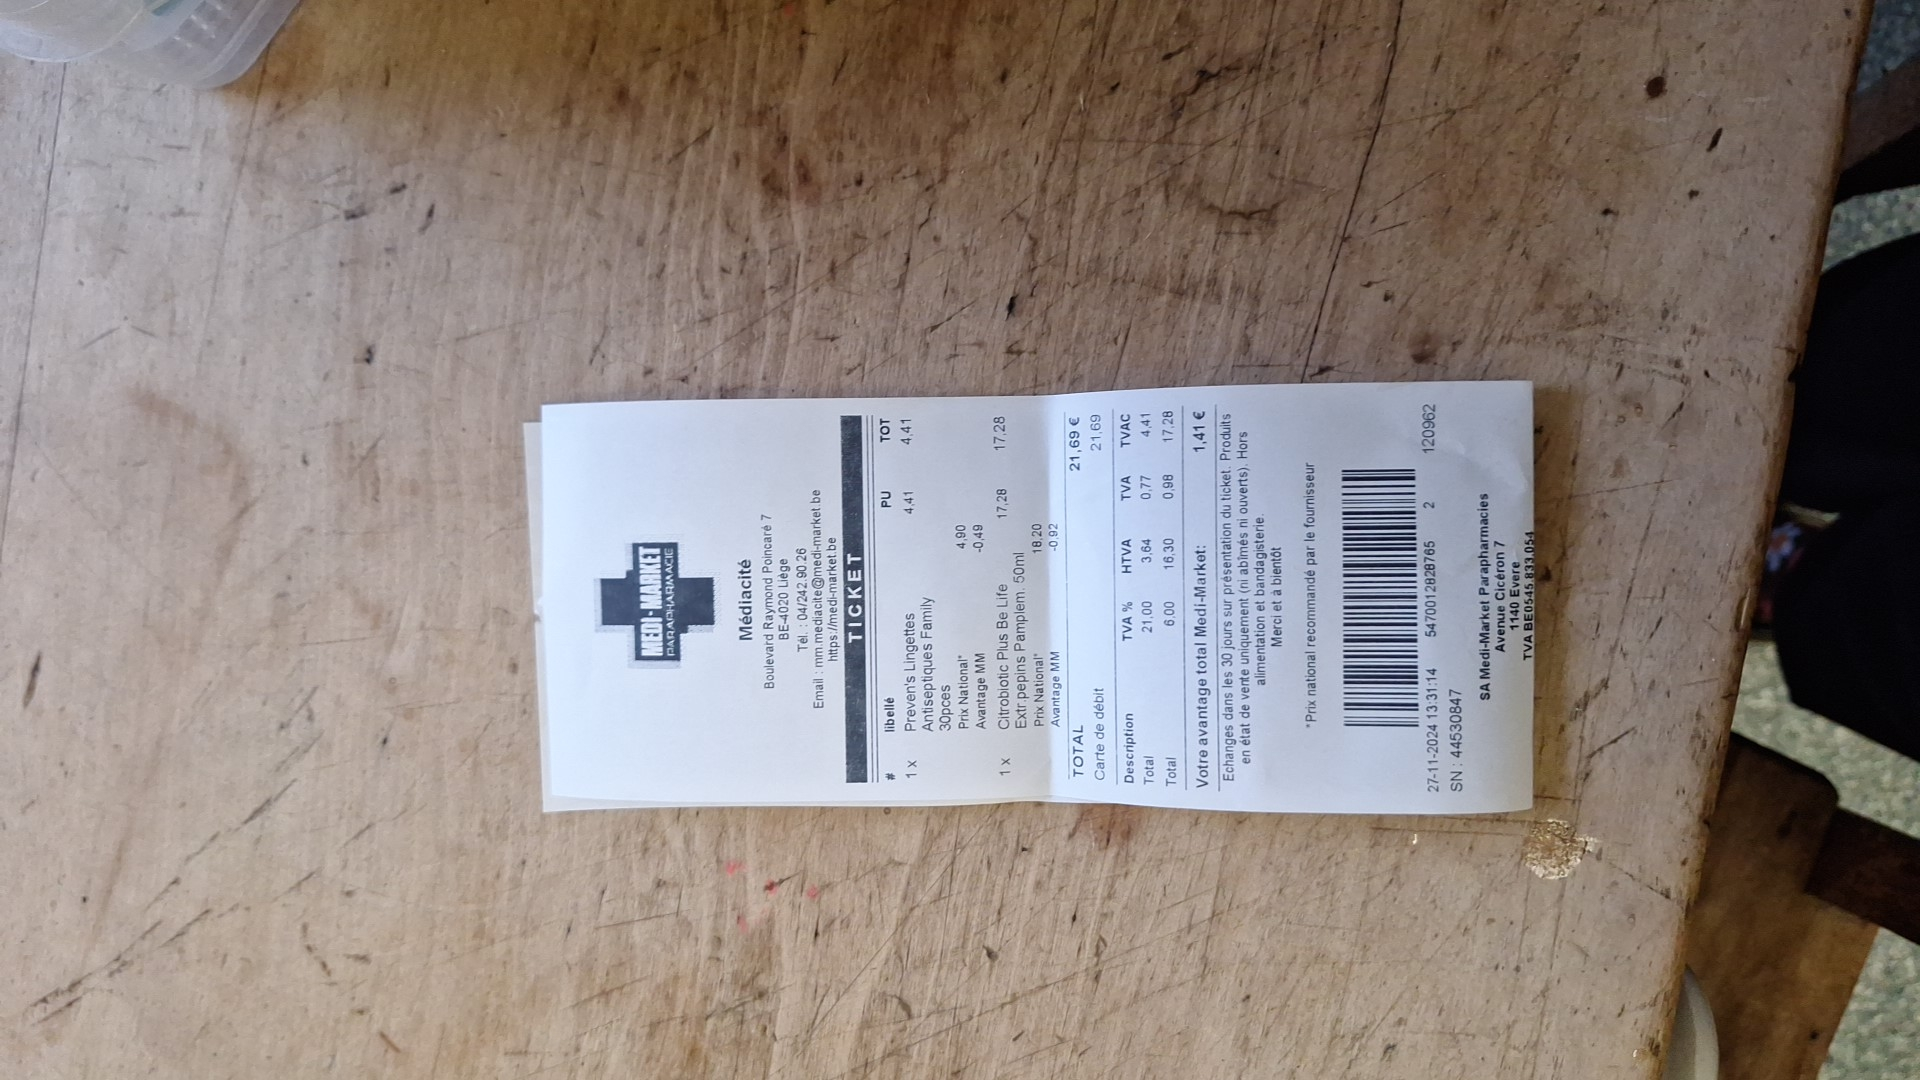 MEDI-MARKET
PARAPHARMACIE
Médiacité
Boulevard Raymond Poincaré 7
BE-4020 Liège
Tél. : 04/242.90.26
Email : mm.mediacite@medi-market.be
https://medi-market.be
TICKET
# libellé PU TOT
1 x Preven's Lingettes 4,41 4,41
Antiseptiques Family
30pces
Prix National* 4,90
Avantage MM -0,49
1 x Citrobiotic Plus Be Life 17,28 17,28
Extr.pepins Pamplem. 50ml
Prix National* 18,20
Avantage MM -0,92
TOTAL 21,69 €
Carte de débit 21,69
Description TVA % HTVA TVA TVAC
Total 21,00 3,64 0,77 4,41
Total 6,00 16,30 0,98 17,28
Votre avantage total Medi-Market: 1,41 €
Echanges dans les 30 jours sur présentation du ticket. Produits
en état de vente uniquement (ni abîmés ni ouverts). Hors
alimentation et bandagisterie.
Merci et à bientôt
*Prix national recommandé par le fournisseur
27-11-2024 13:31:14 5470012828765 2 120962
SN : 44530847
SA Medi-Market Parapharmacies
Avenue Cicéron 7
1140 Evere
TVA BE0545.833.054